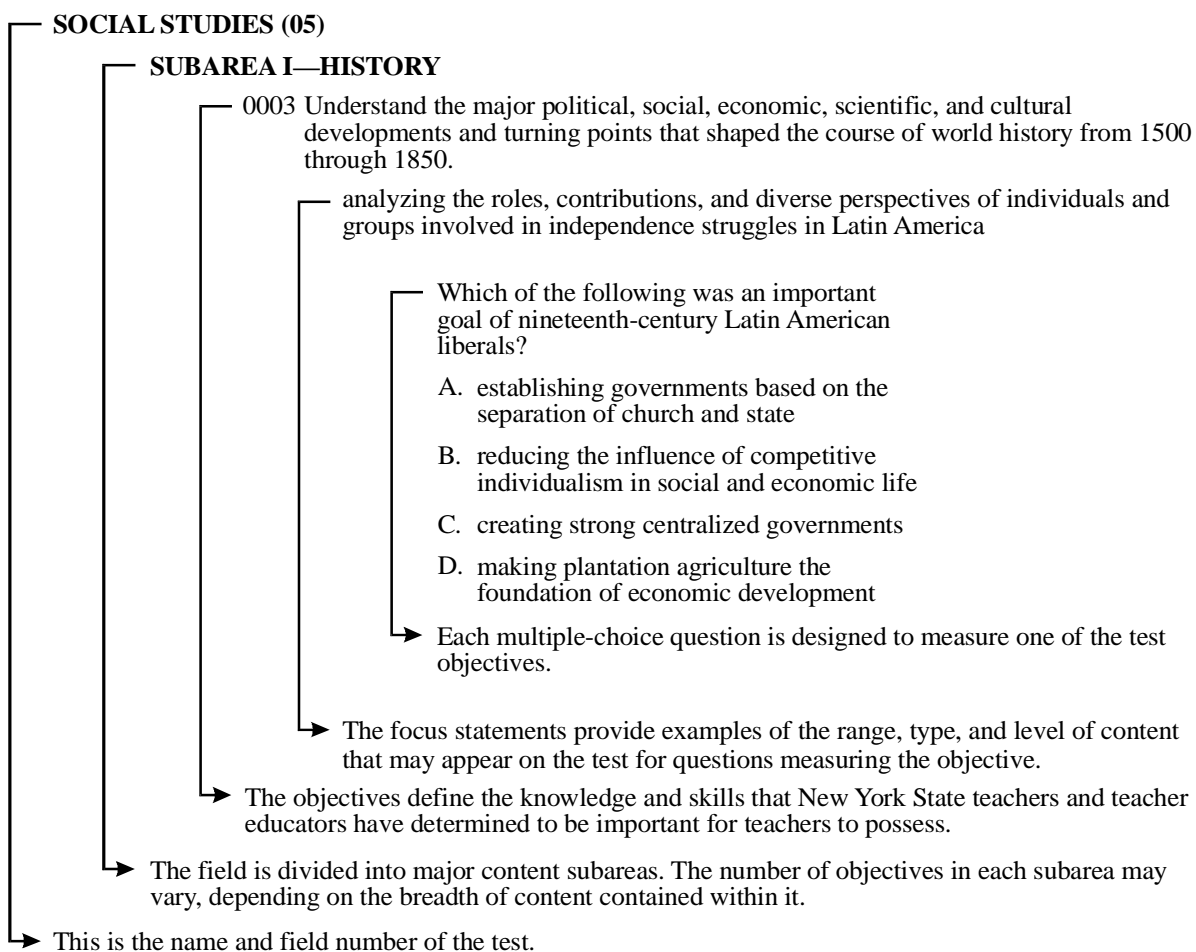 SOCIAL STUDIES (05)
SUBAREA I—HISTORY
0003 Understand the major political, social, economic, scientific, and cultural
developments and turning points that shaped the course of world history from 1500
through 1850.
analyzing the roles, contributions, and diverse perspectives of individuals and
groups involved in independence struggles in Latin America
Which of the following was an important
goal of nineteenth-century Latin American
liberals?
A. establishing governments based on the
separation of church and state
B. reducing the influence of competitive
individualism in social and economic life
C. creating strong centralized governments
D. making plantation agriculture the
foundation of economic development
Each multiple-choice question is designed to measure one of the test
objectives.
The focus statements provide examples of the range, type, and level of content
that may appear on the test for questions measuring the objective.
The objectives define the knowledge and skills that New York State teachers and teacher
educators have determined to be important for teachers to possess.
The field is divided into major content subareas. The number of objectives in each subarea may
vary, depending on the breadth of content contained within it.
This is the name and field number of the test.